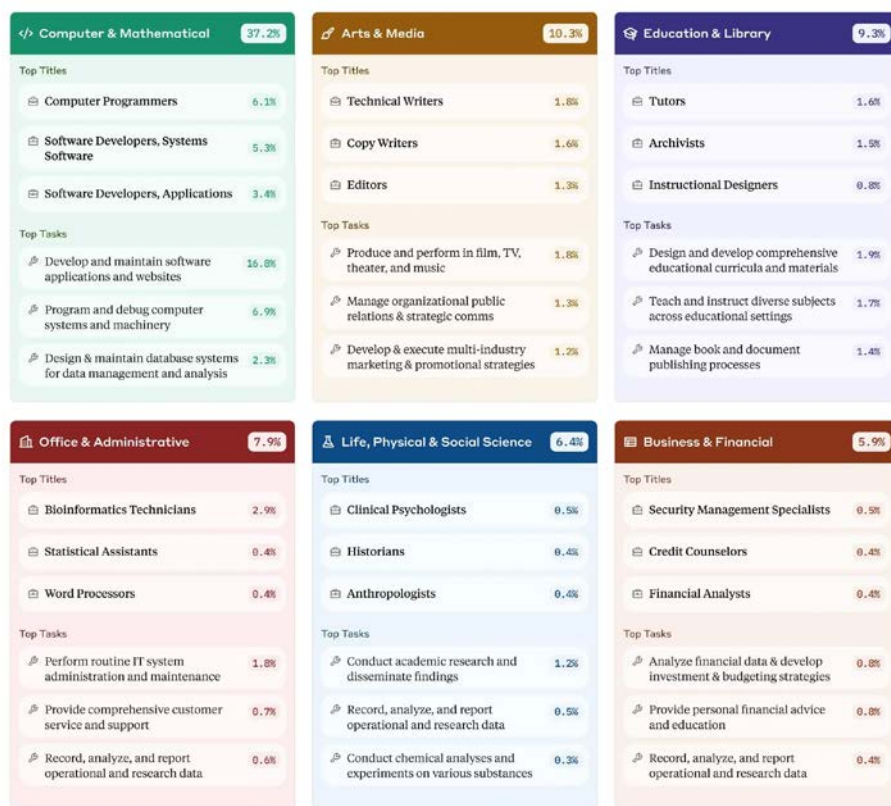 Computer & Mathematical 37.2%
Top Titles
Computer Programmers 6.1%
Software Developers, Systems
Software 5.3%
Software Developers, Applications 3.4%
Top Tasks
Develop and maintain software
applications and websites 16.8%
Program and debug computer
systems and machinery 6.9%
Design & maintain database systems
for data management and analysis 2.3%
Arts & Media 10.3%
Top Titles
Technical Writers 1.8%
Copy Writers 1.6%
Editors 1.3%
Top Tasks
Produce and perform in film, TV,
theater, and music 1.8%
Manage organizational public
relations & strategic comms 1.3%
Develop & execute multi-industry
marketing & promotional strategies 1.2%
Education & Library 9.3%
Top Titles
Tutors 1.6%
Archivists 1.5%
Instructional Designers 0.8%
Top Tasks
Design and develop comprehensive
educational curricula and materials 1.9%
Teach and instruct diverse subjects
across educational settings 1.7%
Manage book and document
publishing processes 1.4%
Office & Administrative 7.9%
Top Titles
Bioinformatics Technicians 2.9%
Statistical Assistants 0.4%
Word Processors 0.4%
Top Tasks
Perform routine IT system
administration and maintenance 1.8%
Provide comprehensive customer
service and support 0.7%
Record, analyze, and report
operational and research data 0.6%
Life, Physical & Social Science 6.4%
Top Titles
Clinical Psychologists 0.5%
Historians 0.4%
Anthropologists 0.4%
Top Tasks
Conduct academic research and
disseminate findings 1.2%
Record, analyze, and report
operational and research data 0.5%
Conduct chemical analyses and
experiments on various substances 0.3%
Business & Financial 5.9%
Top Titles
Security Management Specialists 0.5%
Credit Counselors 0.4%
Financial Analysts 0.4%
Top Tasks
Analyze financial data & develop
investment & budgeting strategies 0.8%
Provide personal financial advice
and education 0.8%
Record, analyze, and report
operational and research data 0.4%